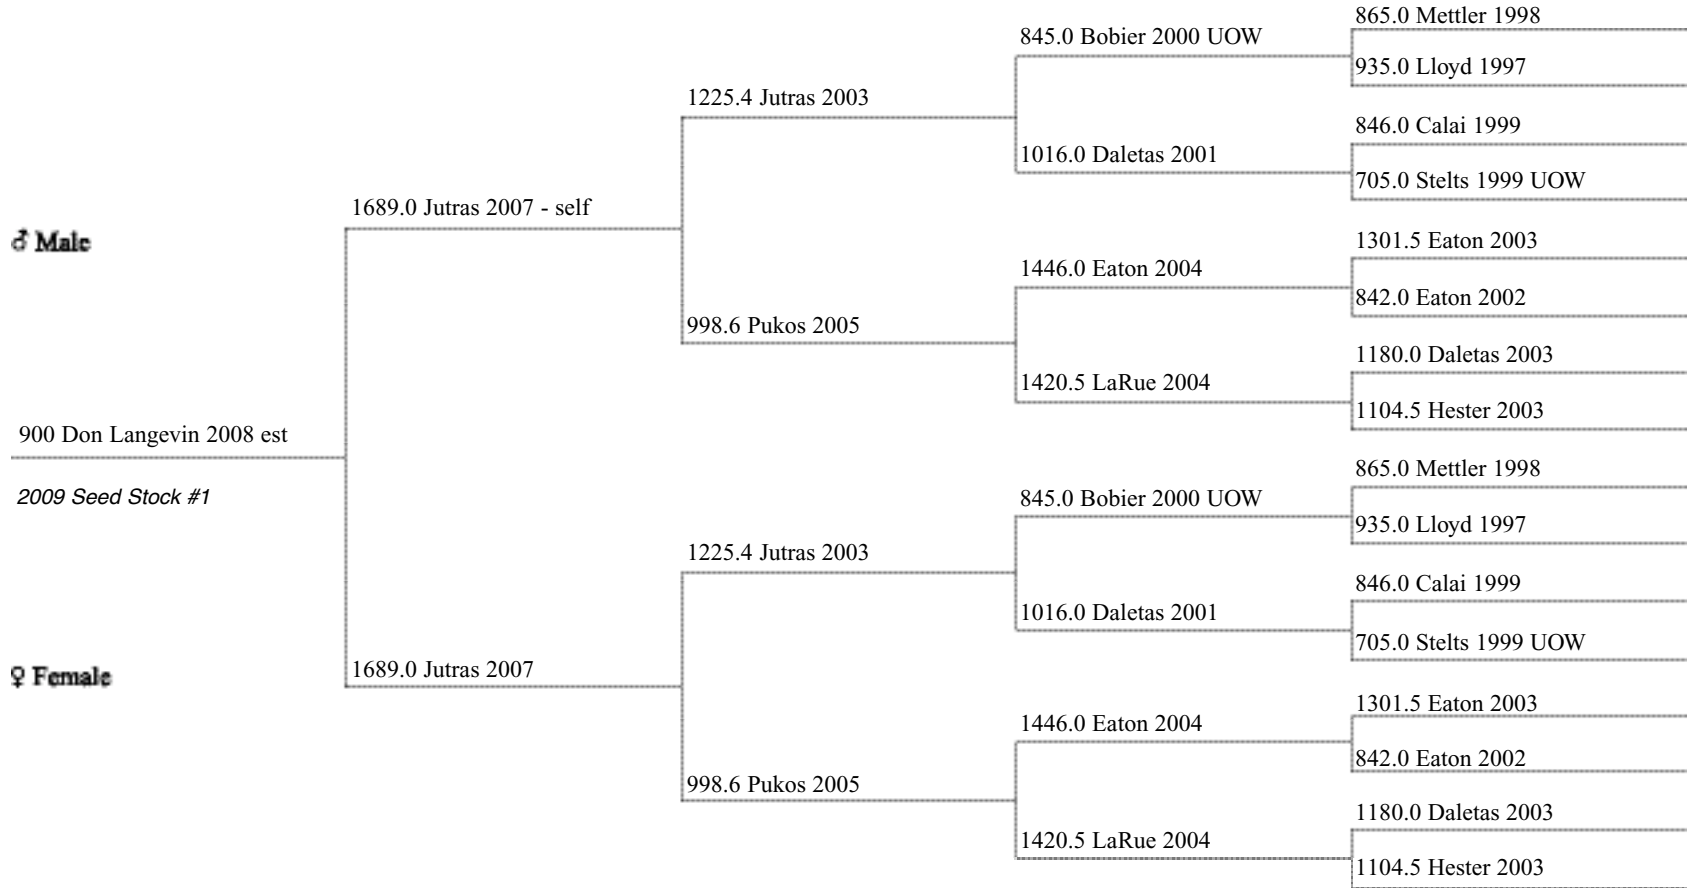 865.0 Mettler 1998
845.0 Bobier 2000 UOW
935.0 Lloyd 1997
1225.4 Jutras 2003
846.0 Calai 1999
1016.0 Daletas 2001
705.0 Stelts 1999 UOW
1689.0 Jutras 2007 - self
♂ Male
1301.5 Eaton 2003
1446.0 Eaton 2004
842.0 Eaton 2002
998.6 Pukos 2005
1180.0 Daletas 2003
1420.5 LaRue 2004
1104.5 Hester 2003
900 Don Langevin 2008 est
865.0 Mettler 1998
2009 Seed Stock #1
845.0 Bobier 2000 UOW
935.0 Lloyd 1997
1225.4 Jutras 2003
846.0 Calai 1999
1016.0 Daletas 2001
705.0 Stelts 1999 UOW
1689.0 Jutras 2007
♀ Female
1301.5 Eaton 2003
1446.0 Eaton 2004
842.0 Eaton 2002
998.6 Pukos 2005
1180.0 Daletas 2003
1420.5 LaRue 2004
1104.5 Hester 2003